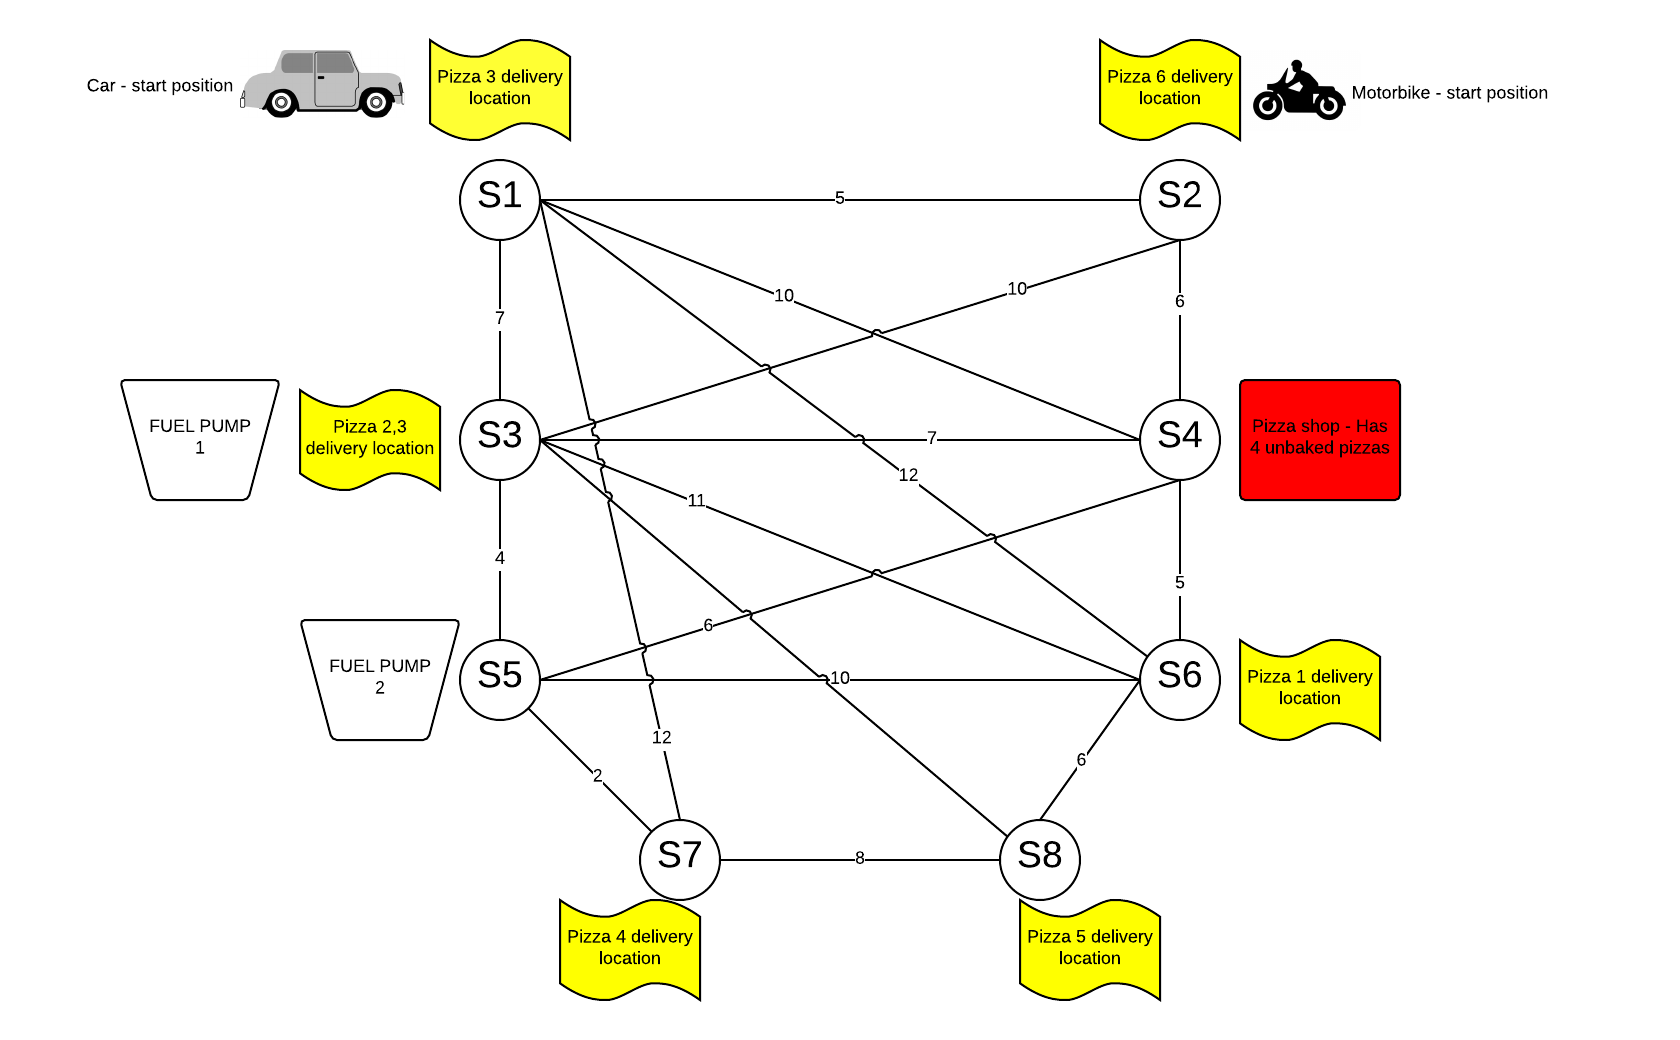 Pizza 3 delivery
location
Pizza 6 delivery
location
Car - start position
Motorbike - start position
S1
5
S2
10
10
7
6
FUEL PUMP
1
Pizza 2,3
delivery location
S3
7
S4
Pizza shop - Has
4 unbaked pizzas
12
11
4
5
6
FUEL PUMP
2
S5
10
S6
Pizza 1 delivery
location
12
6
2
S7
8
S8
Pizza 4 delivery
location
Pizza 5 delivery
location